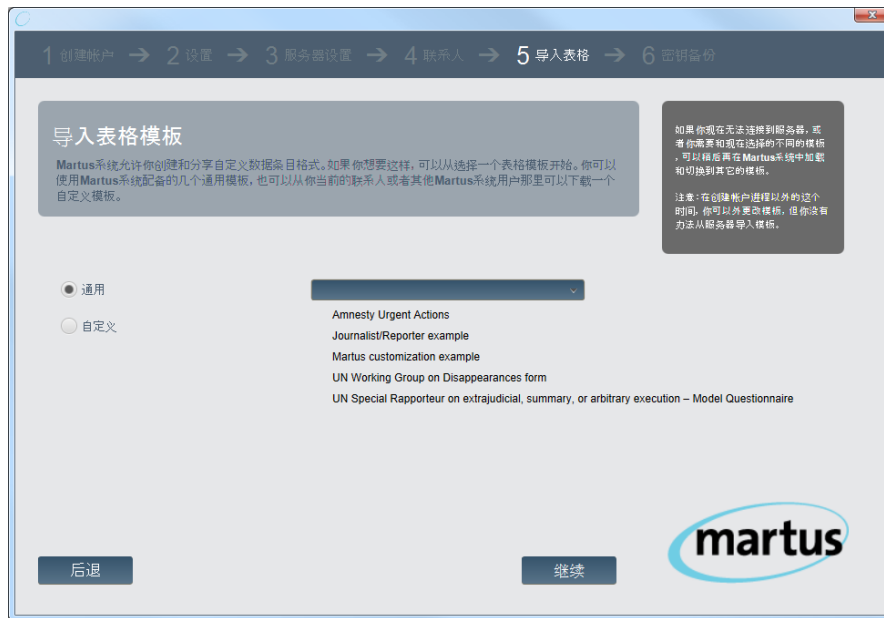 1 创建帐户 → 2 设置 → 3 服务器设置 → 4 联系人 → 5 导入表格 → 6 密钥备份
导入表格模板
Martus系统允许你创建和分享自定义数据条目格式。如果你想要这样，可以从选择一个表格模板开始。你可以
使用Martus系统配备的几个通用模板，也可以从你当前的联系人或者其他Martus系统用户那里可以下载一个
自定义模板。
如果你现在无法连接到服务器，或
者你需要和现在选择的不同的模板
，可以稍后再在Martus系统中加载
和切换到其它的模板。
注意：在创建帐户进程以外的这个
时间，你可以外更改模板，但你没有
力法从服务器导入模板。
通用
自定义
Amnesty Urgent Actions
Journalist/Reporter example
Martus customization example
UN Working Group on Disappearances form
UN Special Rapporteur on extrajudicial, summary, or arbitrary execution – Model Questionnaire
martus
后退
继续